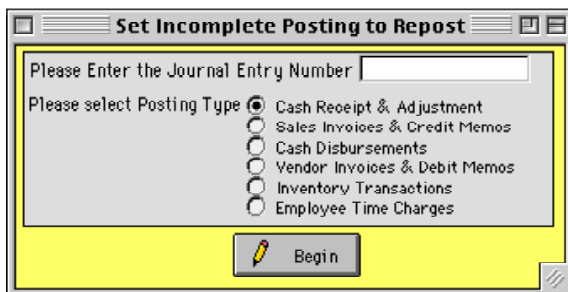 Set Incomplete Posting to Repost
Please Enter the Journal Entry Number
Please select Posting Type Cash Receipt & Adjustment
Sales Invoices & Credit Memos
Cash Disbursements
Vendor Invoices & Debit Memos
Inventory Transactions
Employee Time Charges
Begin